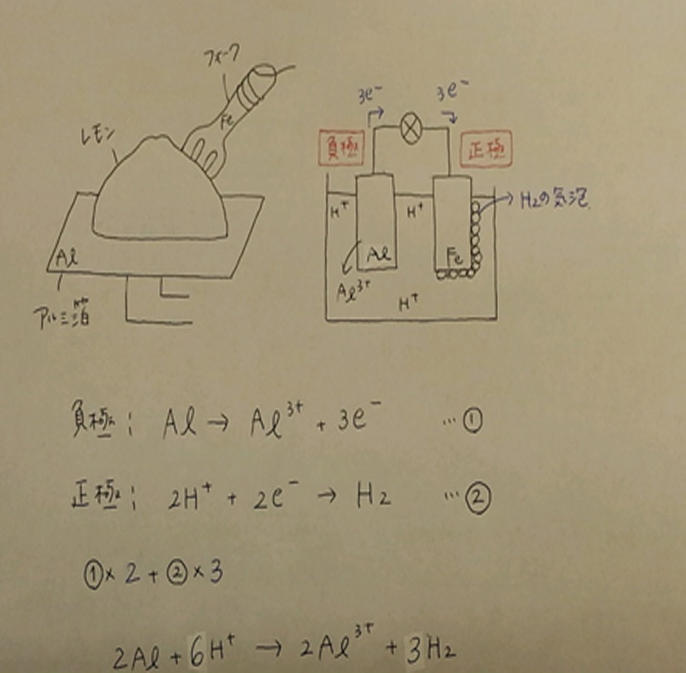 フォーク
Fe
レモン
Al
アルミ箔
はく
3e⁻
3e⁻
負極
正極
H⁺
H⁺
H₂の気泡
Al
Fe
Al³⁺
H⁺
負極; Al → Al³⁺ + 3e⁻ …①
正極; 2H⁺ + 2e⁻ → H₂ …②
①×2+②×3
2Al + 6H⁺ → 2Al³⁺ + 3H₂